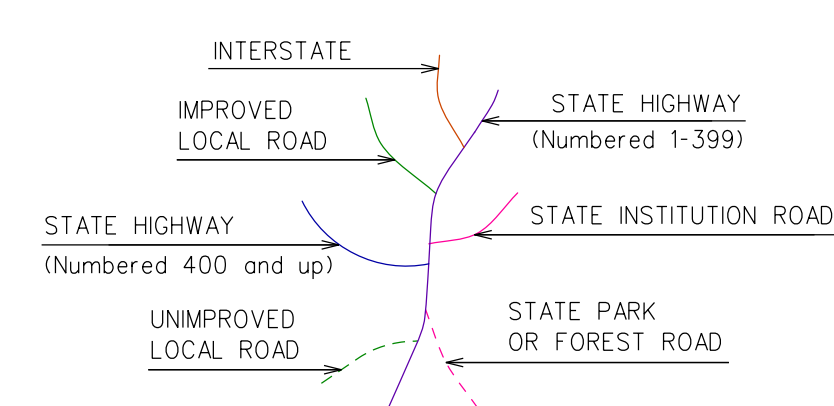 INTERSTATE
STATE HIGHWAY
(Numbered 1-399)
IMPROVED
LOCAL ROAD
STATE INSTITUTION ROAD
STATE HIGHWAY
(Numbered 400 and up)
STATE PARK
OR FOREST ROAD
UNIMPROVED
LOCAL ROAD